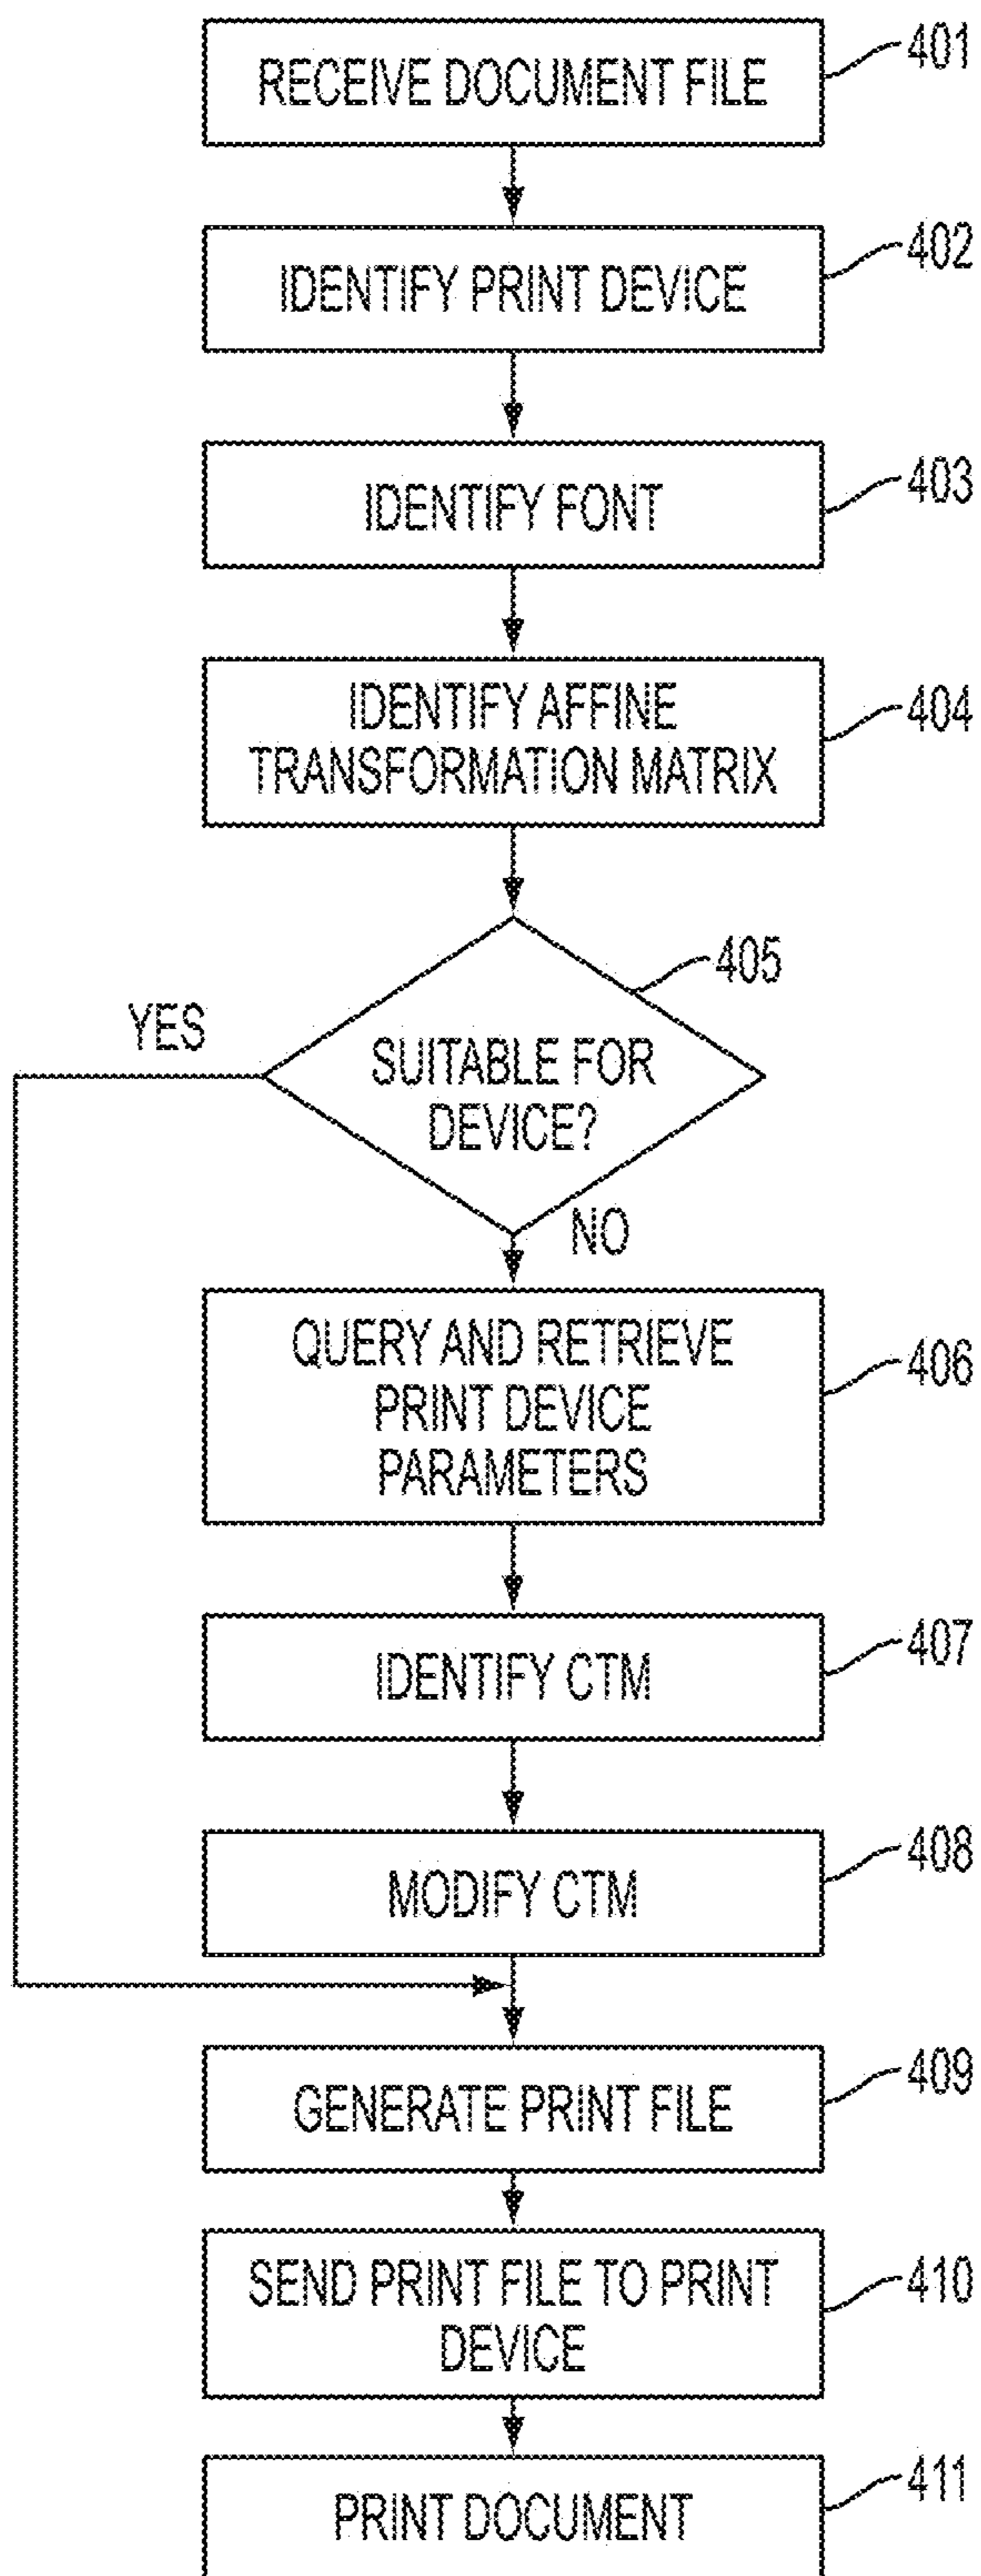 RECEIVE DOCUMENT FILE
401
IDENTIFY PRINT DEVICE
402
IDENTIFY FONT
403
IDENTIFY AFFINE
TRANSFORMATION MATRIX
404
405
YES
SUITABLE FOR
DEVICE?
NO
QUERY AND RETRIEVE
PRINT DEVICE
PARAMETERS
406
IDENTIFY CTM
407
MODIFY CTM
408
GENERATE PRINT FILE
409
SEND PRINT FILE TO PRINT
DEVICE
410
PRINT DOCUMENT
411